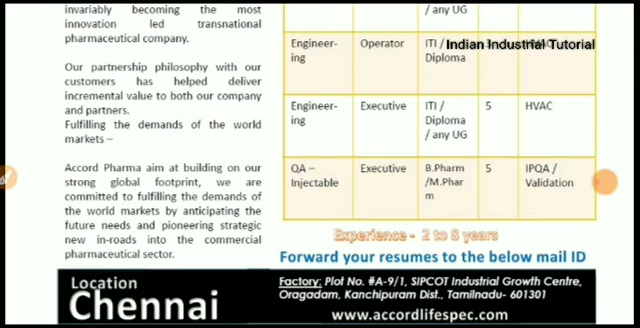 invariably becoming the most
innovation led transnational
pharmaceutical company.
Our partnership philosophy with our
customers has helped deliver
incremental value to both our company
and partners.
Fulfilling the demands of the world
markets –
Accord Pharma aim at building on our
strong global footprint, we are
committed to fulfilling the demands of
the world markets by anticipating the
future needs and pioneering strategic
new in-roads into the commercial
pharmaceutical sector.
/ any UG
Engineer- Operator ITI /
ing Diploma
Indian Industrial Tutorial
Engineer- Executive ITI / 5 HVAC
ing Diploma
/ any UG
QA – Executive B.Pharm 5 IPQA /
Injectable /M.Phar Validation
m
Experience - 2 to 8 years
Forward your resumes to the below mail ID
Location
Chennai
Factory: Plot No. #A-9/1, SIPCOT Industrial Growth Centre,
Oragadam, Kanchipuram Dist., Tamilnadu- 601301
www.accordlifespec.com